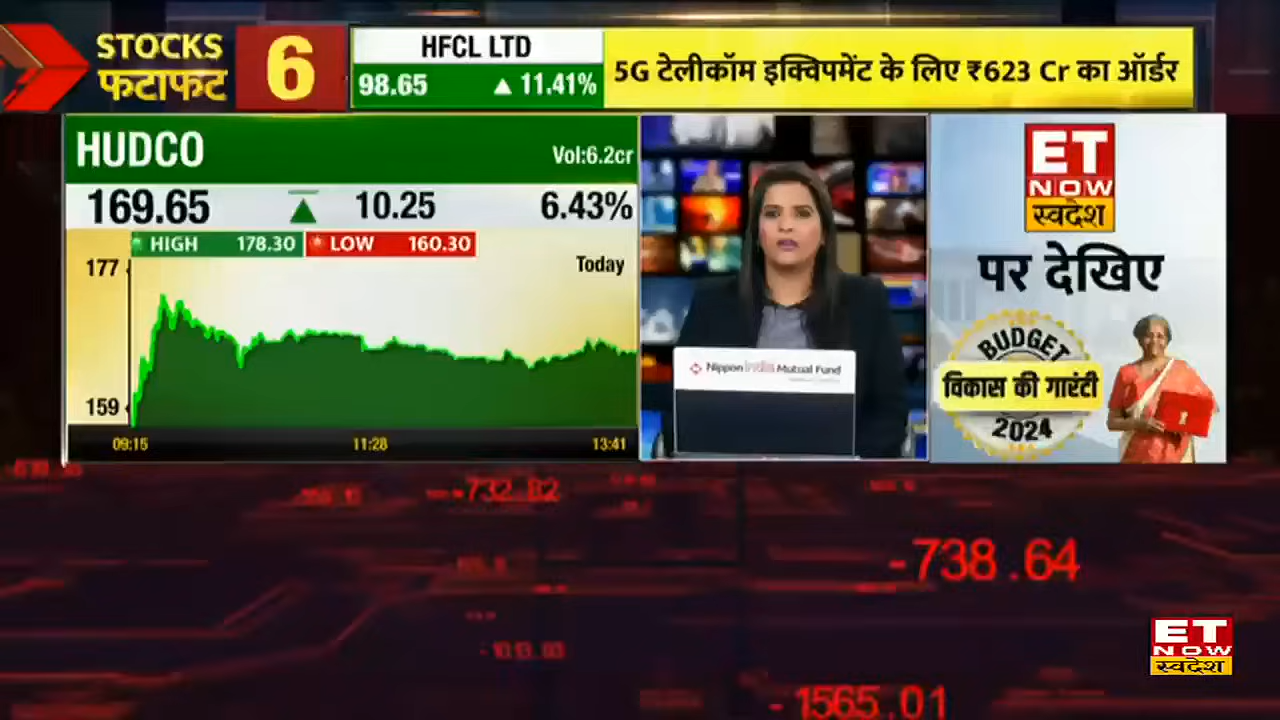 STOCKS
फटाफट
6
HFCL LTD
98.65 ▲ 11.41%
5G टेलीकॉम इक्विपमेंट के लिए ₹623 Cr का ऑर्डर
HUDCO
Vol:6.2cr
169.65 ▲ 10.25 6.43%
HIGH 178.30 LOW 160.30
Today
177
159
09:15 11:28 13:41
Nippon India Mutual Fund
ET
NOW
स्वदेश
पर देखिए
BUDGET
विकास की गारंटी
2024
-732.82
-738.64
-1013.
-1565.01
ET
NOW
स्वदेश